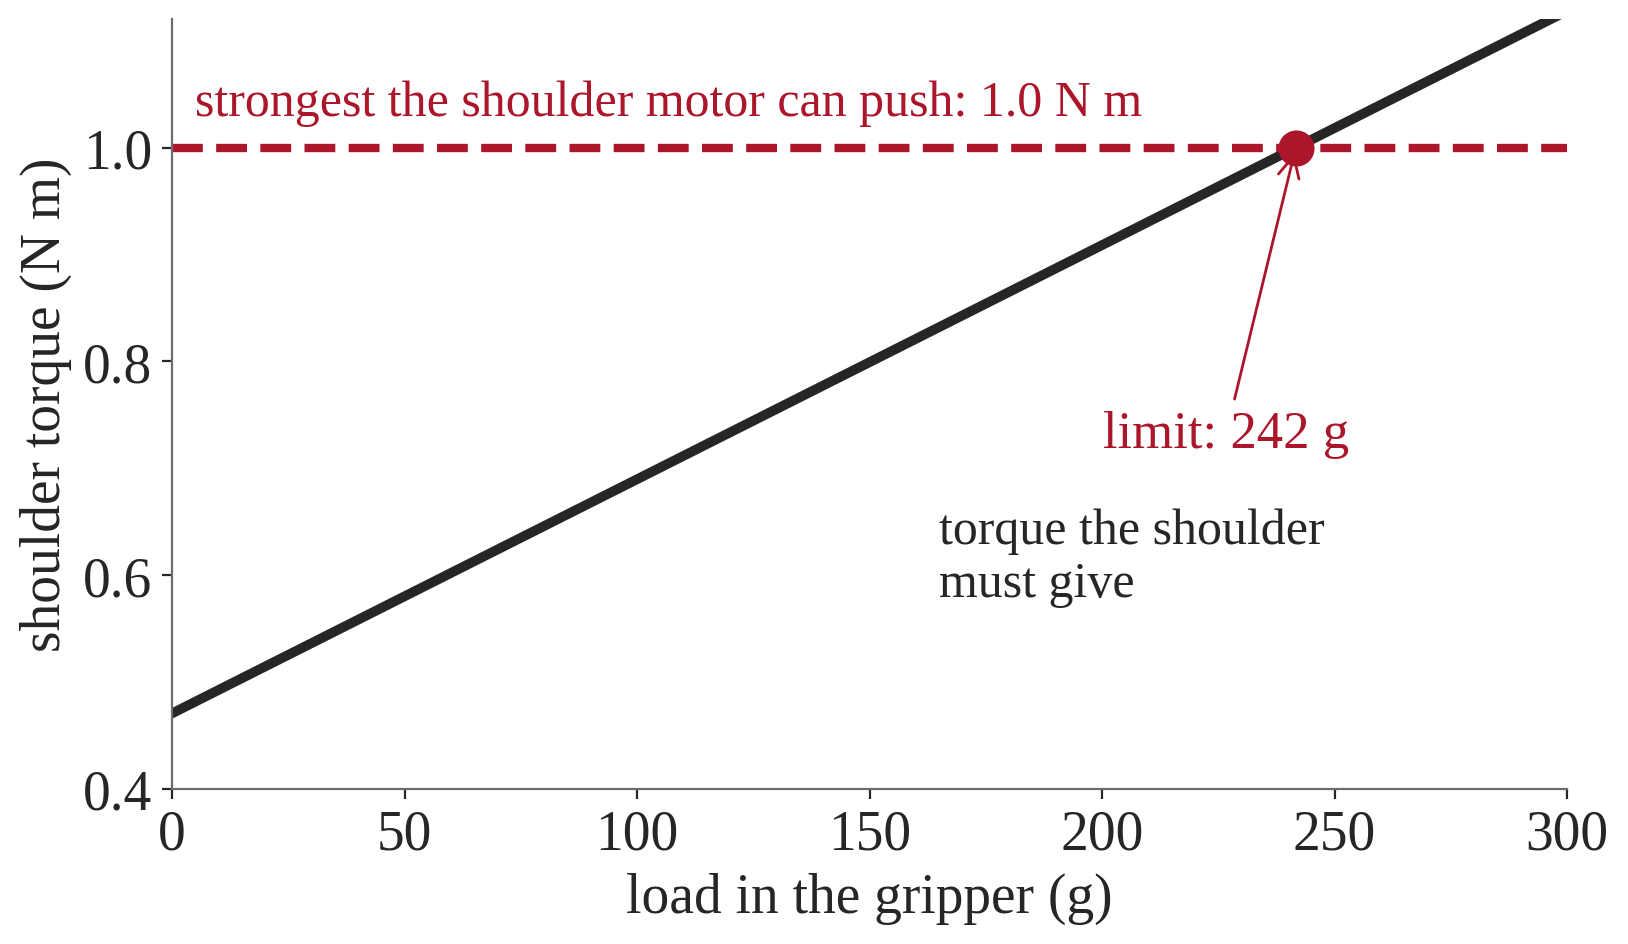 strongest the shoulder motor can push: 1.0 N m
shoulder torque (N m)
1.0
0.8
0.6
0.4
limit: 242 g
torque the shoulder
must give
0 50 100 150 200 250 300
load in the gripper (g)